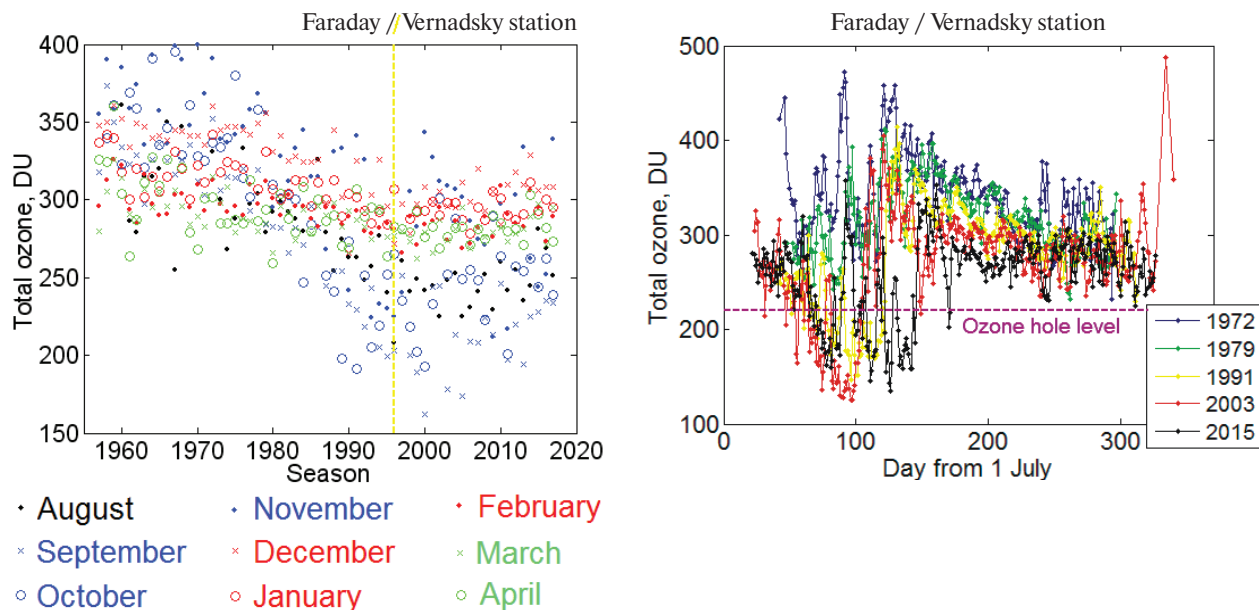 Faraday / Vernadsky station
400
350
300
250
200
150
Total ozone, DU
1960 1970 1980 1990 2000 2010 2020
Season
August
November
February
September
December
March
October
January
April
Faraday / Vernadsky station
500
400
300
200
100
Total ozone, DU
Ozone hole level
0 100 200 300
Day from 1 July
1972
1979
1991
2003
2015